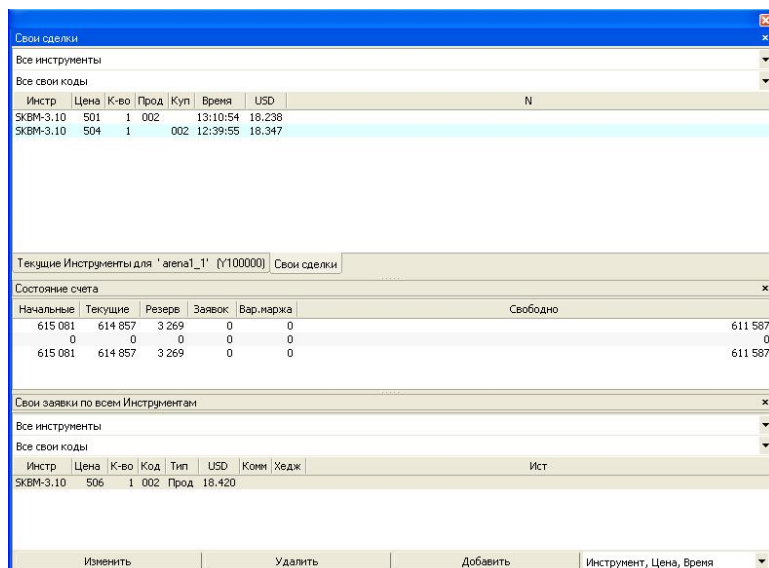 Свои сделки
Все инструменты
Все свои коды
Инстр Цена К-во Прод Куп Время USD N
SKBM-3.10 501 1 002 13:10:54 18.238
SKBM-3.10 504 1 002 12:39:55 18.347
Текущие Инструменты для ' arena1_1' (Y100000) Свои сделки
Состояние счета
Начальные Текущие Резерв Заявок Вар.маржа Свободно
615 081 614 857 3 269 0 0 611 587
0 0 0 0 0 0
615 081 614 857 3 269 0 0 611 587
Свои заявки по всем Инструментам
Все инструменты
Все свои коды
Инстр Цена К-во Код Тип USD Комм Хедж Ист
SKBM-3.10 506 1 002 Прод 18.420
Изменить Удалить Добавить Инструмент, Цена, Время